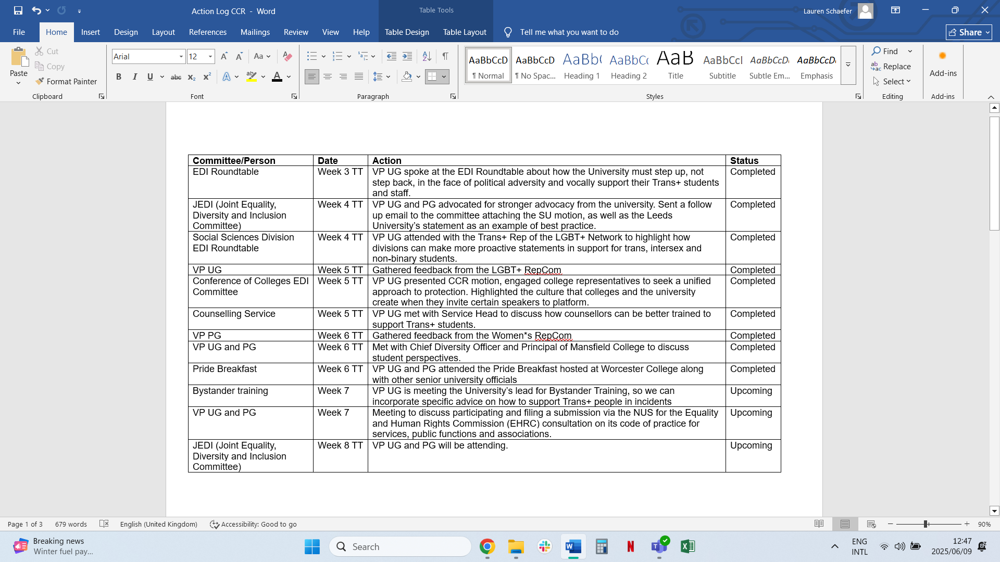 Action Log CCR - Word
Table Tools
Lauren Schaefer
File Home Insert Design Layout References Mailings Review View Help Table Design Table Layout Tell me what you want to do Share
Paste
Cut
Copy
Format Painter
Clipboard
Arial 12
Font
Paragraph
AaBbCcD AaBbCcD AaBb( AaBbCc AaB AaBbCcl AaBbCcD AaBbCcD
¶ Normal ¶ No Spac... Heading 1 Heading 2 Title Subtitle Subtle Em... Emphasis
Styles
Find
Replace
Select
Editing
Add-ins
Add-ins
Committee/Person Date Action Status
EDI Roundtable Week 3 TT VP UG spoke at the EDI Roundtable about how the University must step up, not Completed
step back, in the face of political adversity and vocally support their Trans+ students
and staff.
JEDI (Joint Equality, Week 4 TT VP UG and PG advocated for stronger advocacy from the university. Sent a follow Completed
Diversity and Inclusion up email to the committee attaching the SU motion, as well as the Leeds
Committee) University’s statement as an example of best practice.
Social Sciences Division Week 4 TT VP UG attended with the Trans+ Rep of the LGBT+ Network to highlight how Completed
EDI Roundtable divisions can make more proactive statements in support for trans, intersex and
non-binary students.
VP UG Week 5 TT Gathered feedback from the LGBT+ RepCom Completed
Conference of Colleges EDI Week 5 TT VP UG presented CCR motion, engaged college representatives to seek a unified Completed
Committee approach to protection. Highlighted the culture that colleges and the university
create when they invite certain speakers to platform.
Counselling Service Week 5 TT VP UG met with Service Head to discuss how counsellors can be better trained to Completed
support Trans+ students.
VP PG Week 6 TT Gathered feedback from the Women*s RepCom Completed
VP UG and PG Week 6 TT Met with Chief Diversity Officer and Principal of Mansfield College to discuss Completed
student perspectives.
Pride Breakfast Week 6 TT VP UG and PG attended the Pride Breakfast hosted at Worcester College along Completed
with other senior university officials
Bystander training Week 7 VP UG is meeting the University’s lead for Bystander Training, so we can Upcoming
incorporate specific advice on how to support Trans+ people in incidents
VP UG and PG Week 7 Meeting to discuss participating and filing a submission via the NUS for the Equality Upcoming
and Human Rights Commission (EHRC) consultation on its code of practice for
services, public functions and associations.
JEDI (Joint Equality, Week 8 TT VP UG and PG will be attending. Upcoming
Diversity and Inclusion
Committee)
Page 1 of 3 679 words English (United Kingdom) Accessibility: Good to go 90%
Breaking news
Winter fuel pay...
Search
ENG
INTL
12:47
2025/06/09